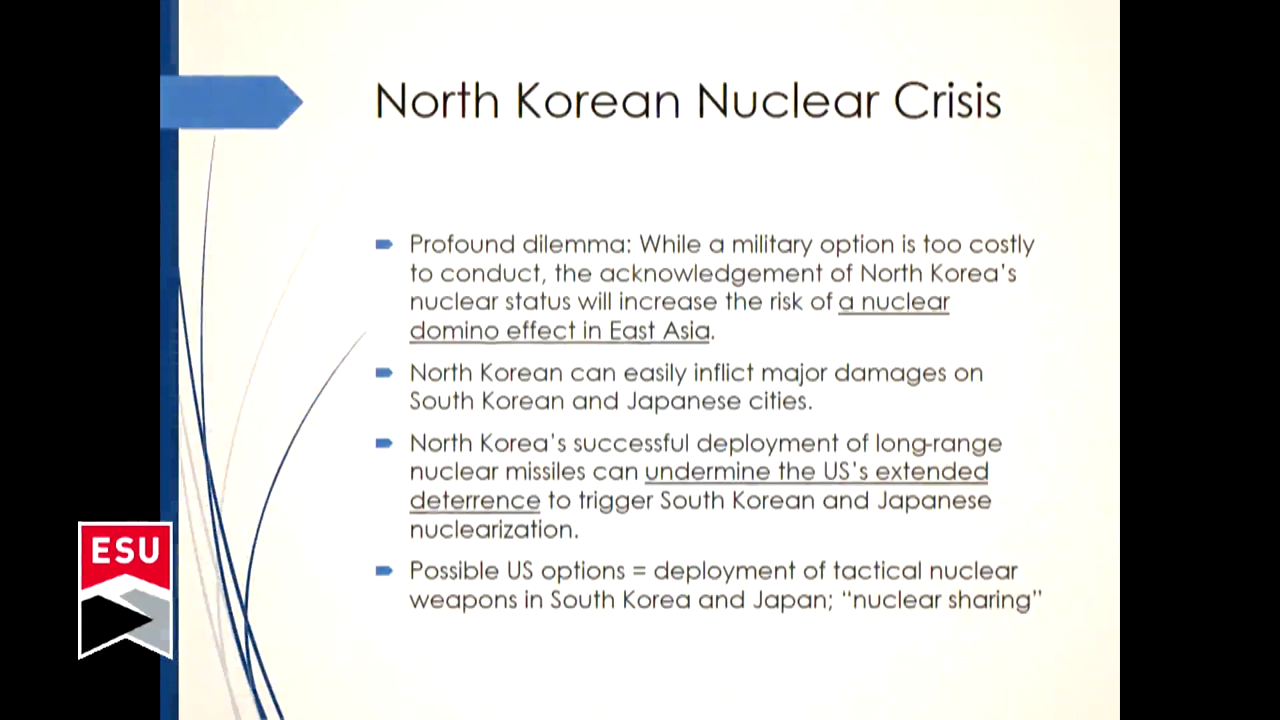 North Korean Nuclear Crisis
Profound dilemma: While a military option is too costly
to conduct, the acknowledgement of North Korea's
nuclear status will increase the risk of a nuclear
domino effect in East Asia.
North Korean can easily inflict major damages on
South Korean and Japanese cities.
North Korea's successful deployment of long-range
nuclear missiles can undermine the US's extended
deterrence to trigger South Korean and Japanese
nuclearization.
Possible US options = deployment of tactical nuclear
weapons in South Korea and Japan; "nuclear sharing"
ESU